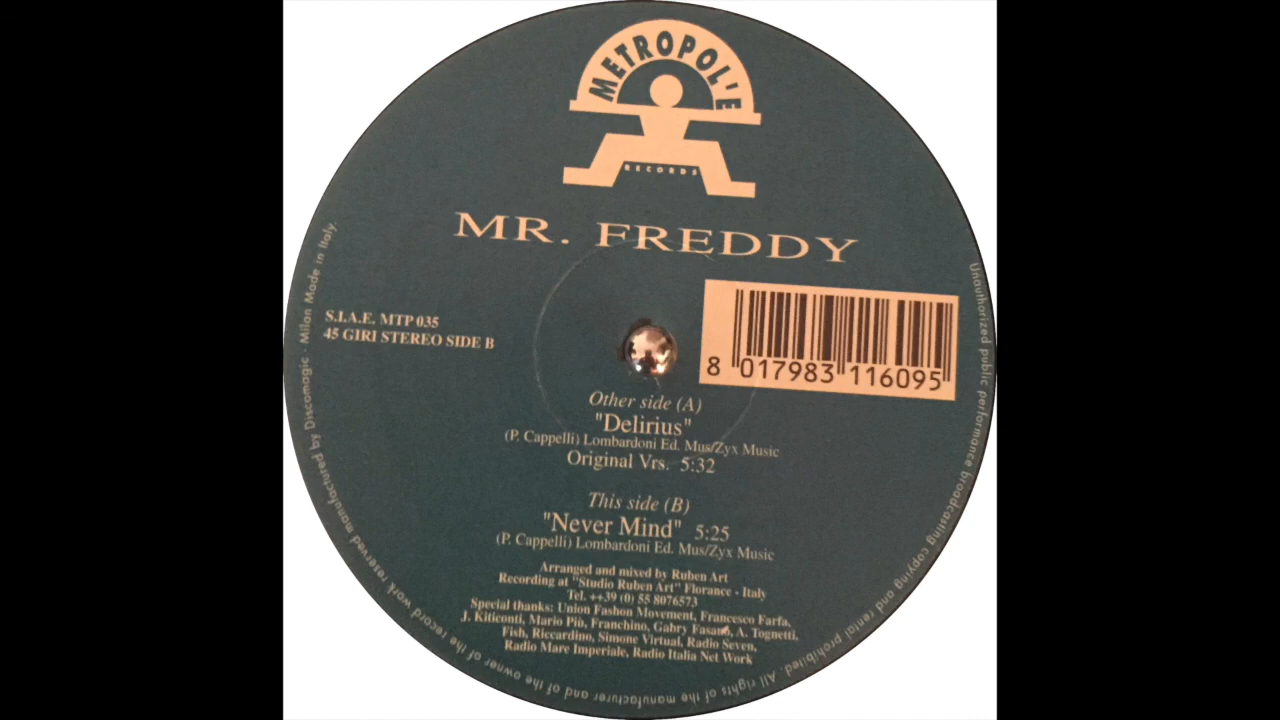 METROPOL'E
RECORDS
MR. FREDDY
S.I.A.E. MTP 035
45 GIRI STEREO SIDE B
8 017983 116095
Other side (A)
"Delirius"
(P. Cappelli) Lombardoni Ed. Mus/Zyx Music
Original Vrs. 5:32
This side (B)
"Never Mind" 5:25
(P. Cappelli) Lombardoni Ed. Mus/Zyx Music
Arranged and mixed by Ruben Art
Recording at "Studio Ruben Art" Florance - Italy
Tel. ++39 (0) 55 8076573
Special thanks: Union Fashon Movement, Francesco Farfa,
J. Kiticonti, Mario Più, Franchino, Gabry Fasano, A. Tognetti,
Fish, Riccardino, Simone Virtual, Radio Seven,
Radio Mare Imperiale, Radio Italia Net Work
Unauthorized public performance broadcasting copying and rental prohibited. All rights of the manufacturer and of the owner of the record work reserved manufactured by Discomagic - Milan Made in Italy.